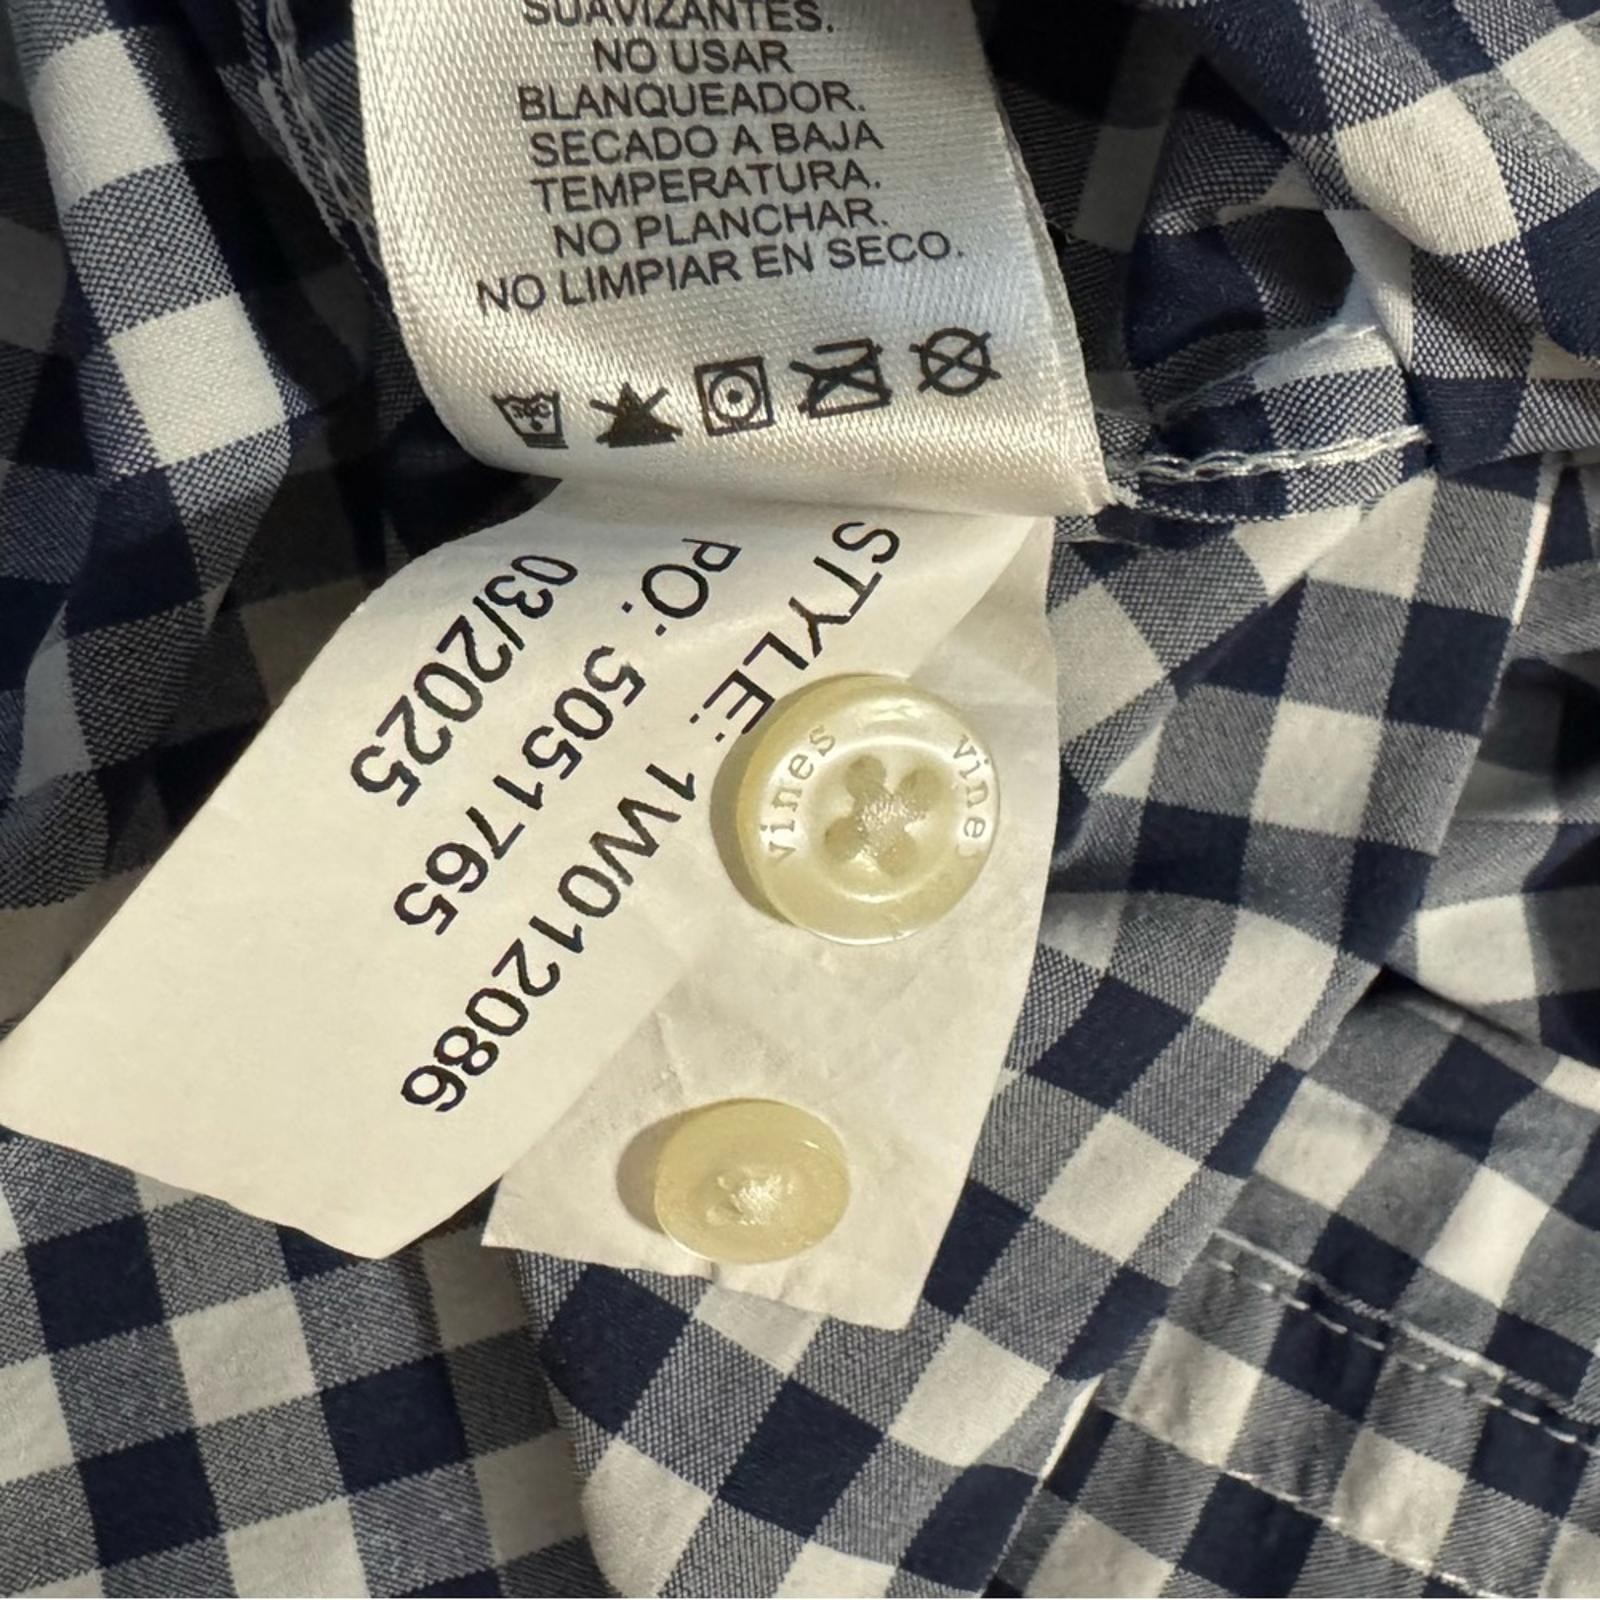 SUAVIZANTES.
NO USAR
BLANQUEADOR.
SECADO A BAJA
TEMPERATURA.
NO PLANCHAR.
NO LIMPIAR EN SECO.
STYLE: 1W012086
PO: 5051765
03/2025
vines vine